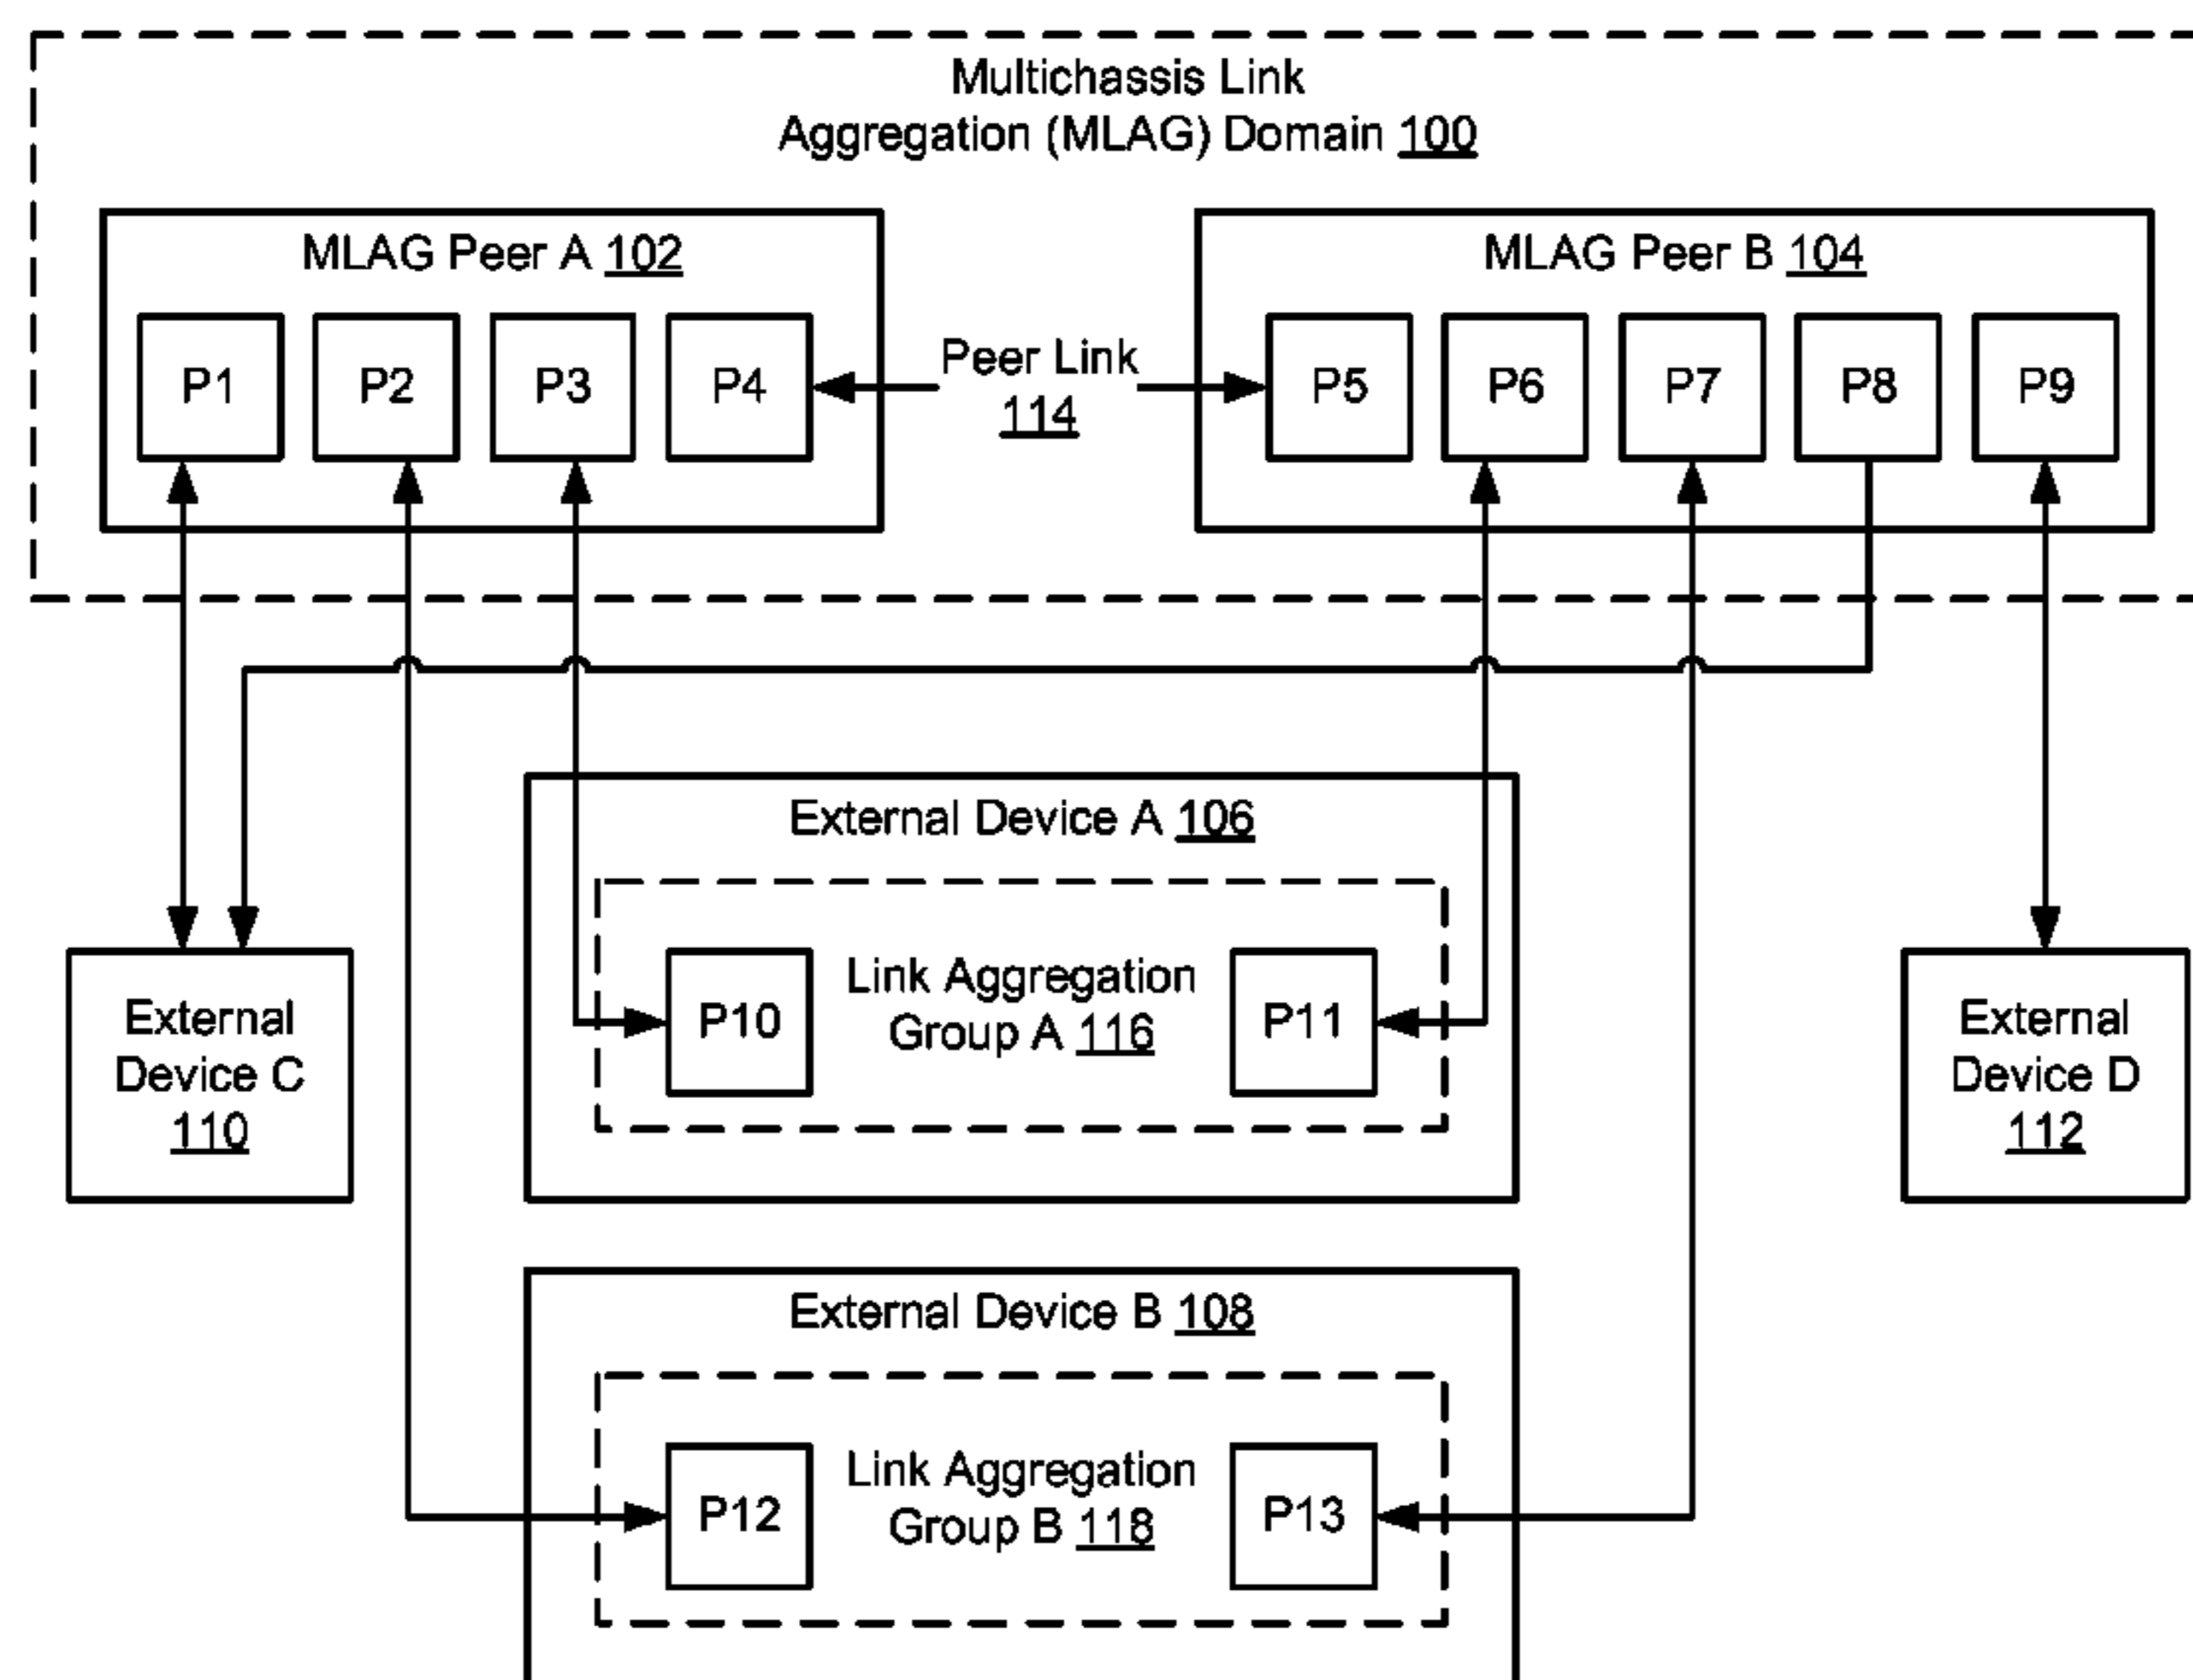 Multichassis Link
Aggregation (MLAG) Domain 100
MLAG Peer A 102
MLAG Peer B 104
P1
P2
P3
P4
Peer Link
114
P5
P6
P7
P8
P9
External Device A 106
P10
Link Aggregation
Group A 116
P11
External
Device C
110
External
Device D
112
External Device B 108
P12
Link Aggregation
Group B 118
P13